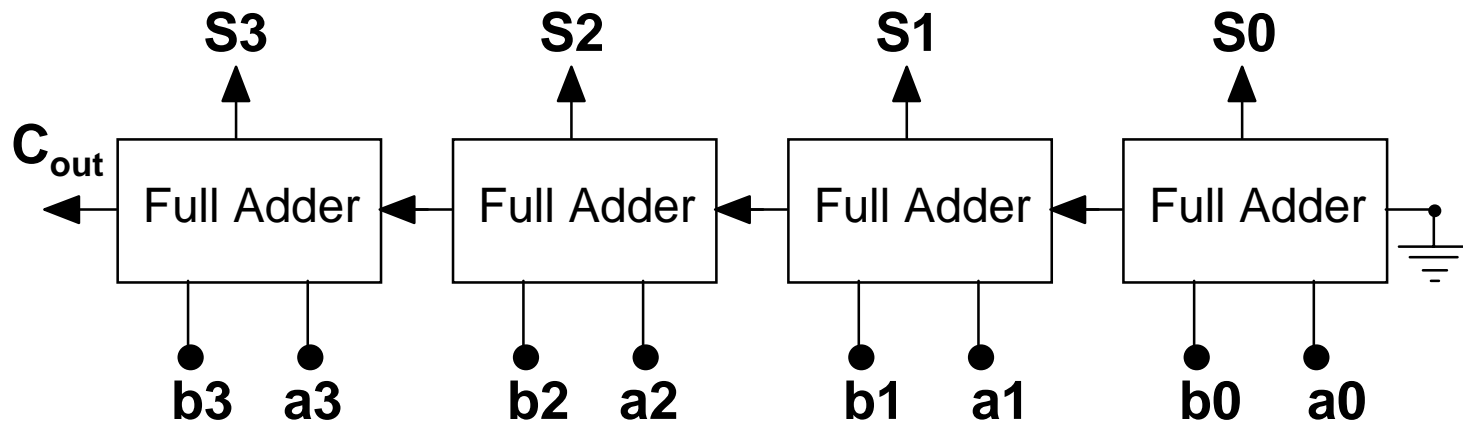 S3 S2 S1 S0
Cout
Full Adder Full Adder Full Adder Full Adder
b3 a3 b2 a2 b1 a1 b0 a0